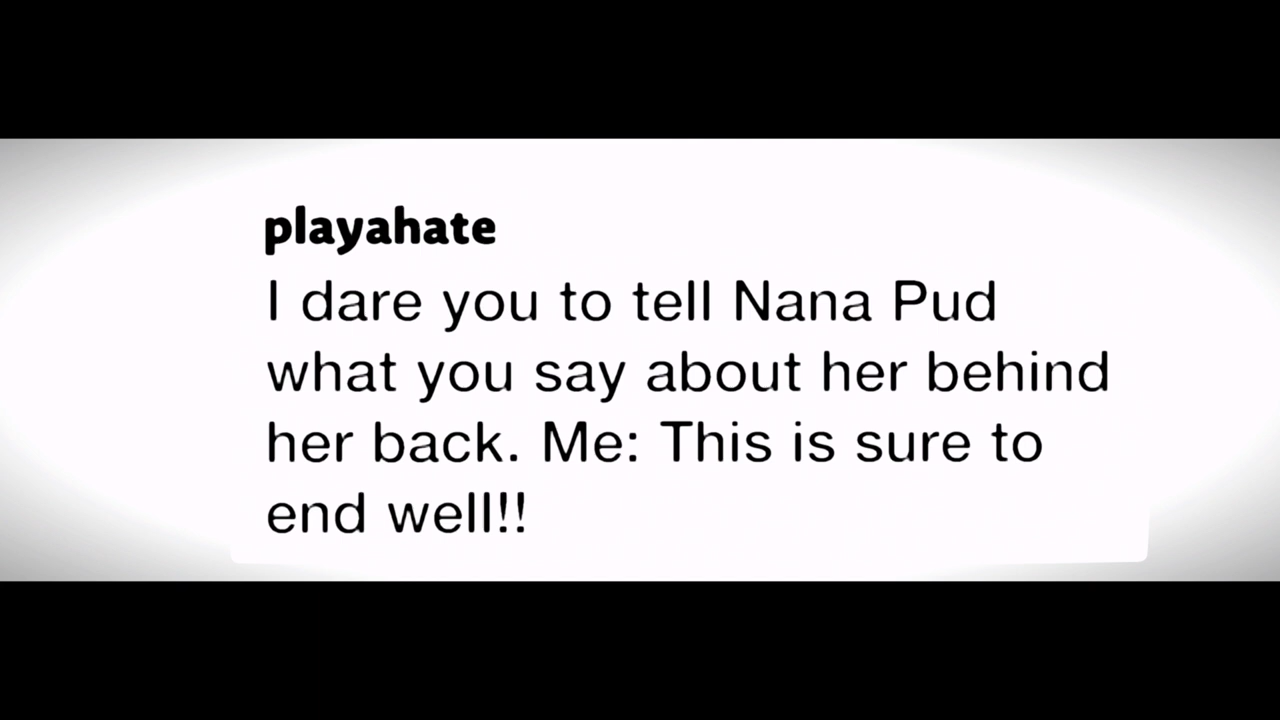 playahate
I dare you to tell Nana Pud
what you say about her behind
her back. Me: This is sure to
end well!!